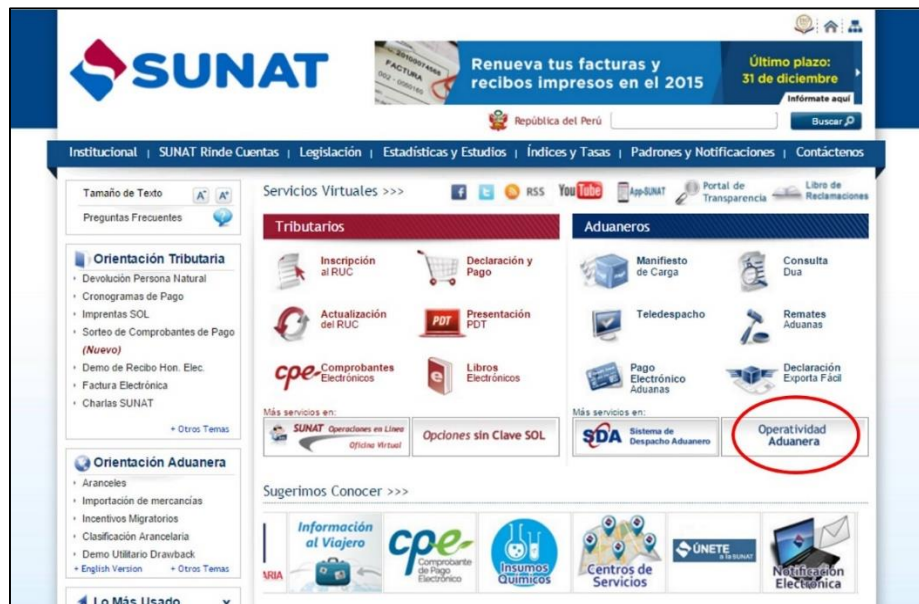 SUNAT
FACTURA
Renueva tus facturas y
recibos impresos en el 2015
Último plazo:
31 de diciembre
Infórmate aquí
República del Perú
Buscar
Institucional | SUNAT Rinde Cuentas | Legislación | Estadísticas y Estudios | Índices y Tasas | Padrones y Notificaciones | Contáctenos
Tamaño de Texto A- A+
Preguntas Frecuentes
Servicios Virtuales >>>
RSS
YouTube
App-SUNAT
Portal de
Transparencia
Libro de
Reclamaciones
Orientación Tributaria
Devolución Persona Natural
Cronogramas de Pago
Imprentas SOL
Sorteo de Comprobantes de Pago
(Nuevo)
Demo de Recibo Hon. Elec.
Factura Electrónica
Charlas SUNAT
+ Otros Temas
Tributarios
Inscripción
al RUC
Declaración y
Pago
Actualización
del RUC
PDT
Presentación
PDT
cpe
Comprobantes
Electrónicos
Libros
Electrónicos
Más servicios en:
SUNAT Operaciones en Línea
Oficina Virtual
Opciones sin Clave SOL
Aduaneros
Manifiesto
de Carga
Consulta
Dua
Teledespacho
Remates
Aduanas
Pago
Electrónico
Aduanas
Declaración
Exporta Fácil
Más servicios en:
SDA Sistema de
Despacho Aduanero
Operatividad
Aduanera
Orientación Aduanera
Aranceles
Importación de mercancías
Incentivos Migratorios
Clasificación Arancelaria
Demo Utilitario Drawback
+ English Version + Otros Temas
Lo Más Usado
Sugerimos Conocer >>>
ARIA
Información
al Viajero
cpe
Comprobante
de Pago
Electrónico
Insumos
Químicos
Centros de
Servicios
ÚNETE
a la SUNAT
Notificación
Electrónica